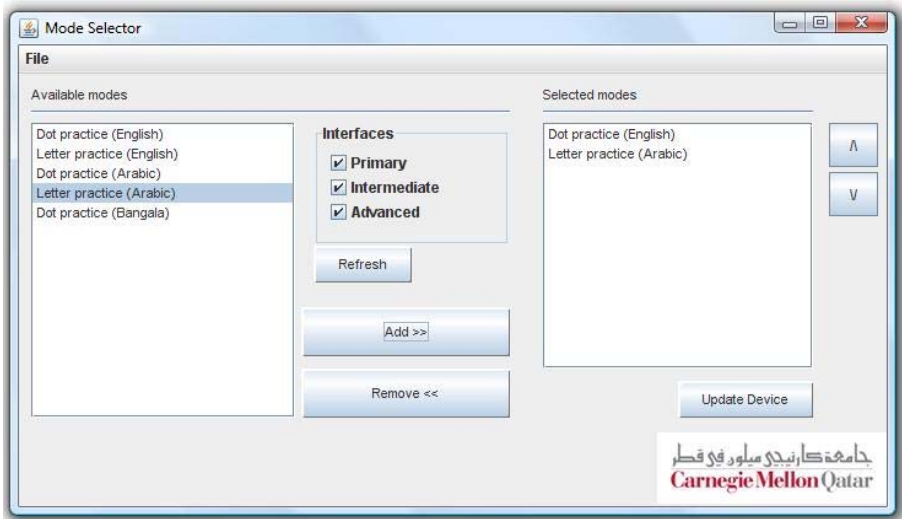 Mode Selector
File
Available modes
Dot practice (English)
Letter practice (English)
Dot practice (Arabic)
Letter practice (Arabic)
Dot practice (Bangala)
Interfaces
Primary
Intermediate
Advanced
Refresh
Add >>
Remove <<
Selected modes
Dot practice (English)
Letter practice (Arabic)
Λ
V
Update Device
جامعة كارنيجي ميلون في قطر
Carnegie Mellon Qatar